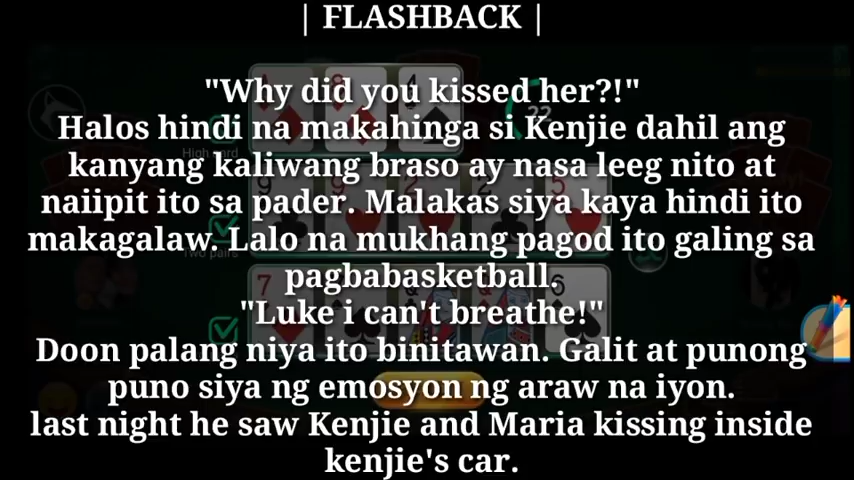 | FLASHBACK |
"Why did you kissed her?!"
Halos hindi na makahinga si Kenjie dahil ang
kanyang kaliwang braso ay nasa leeg nito at
naiipit ito sa pader. Malakas siya kaya hindi ito
makagalaw. Lalo na mukhang pagod ito galing sa
pagbabasketball.
"Luke i can't breathe!"
Doon palang niya ito binitawan. Galit at punong
puno siya ng emosyon ng araw na iyon.
last night he saw Kenjie and Maria kissing inside
kenjie's car.
22
Two pairs